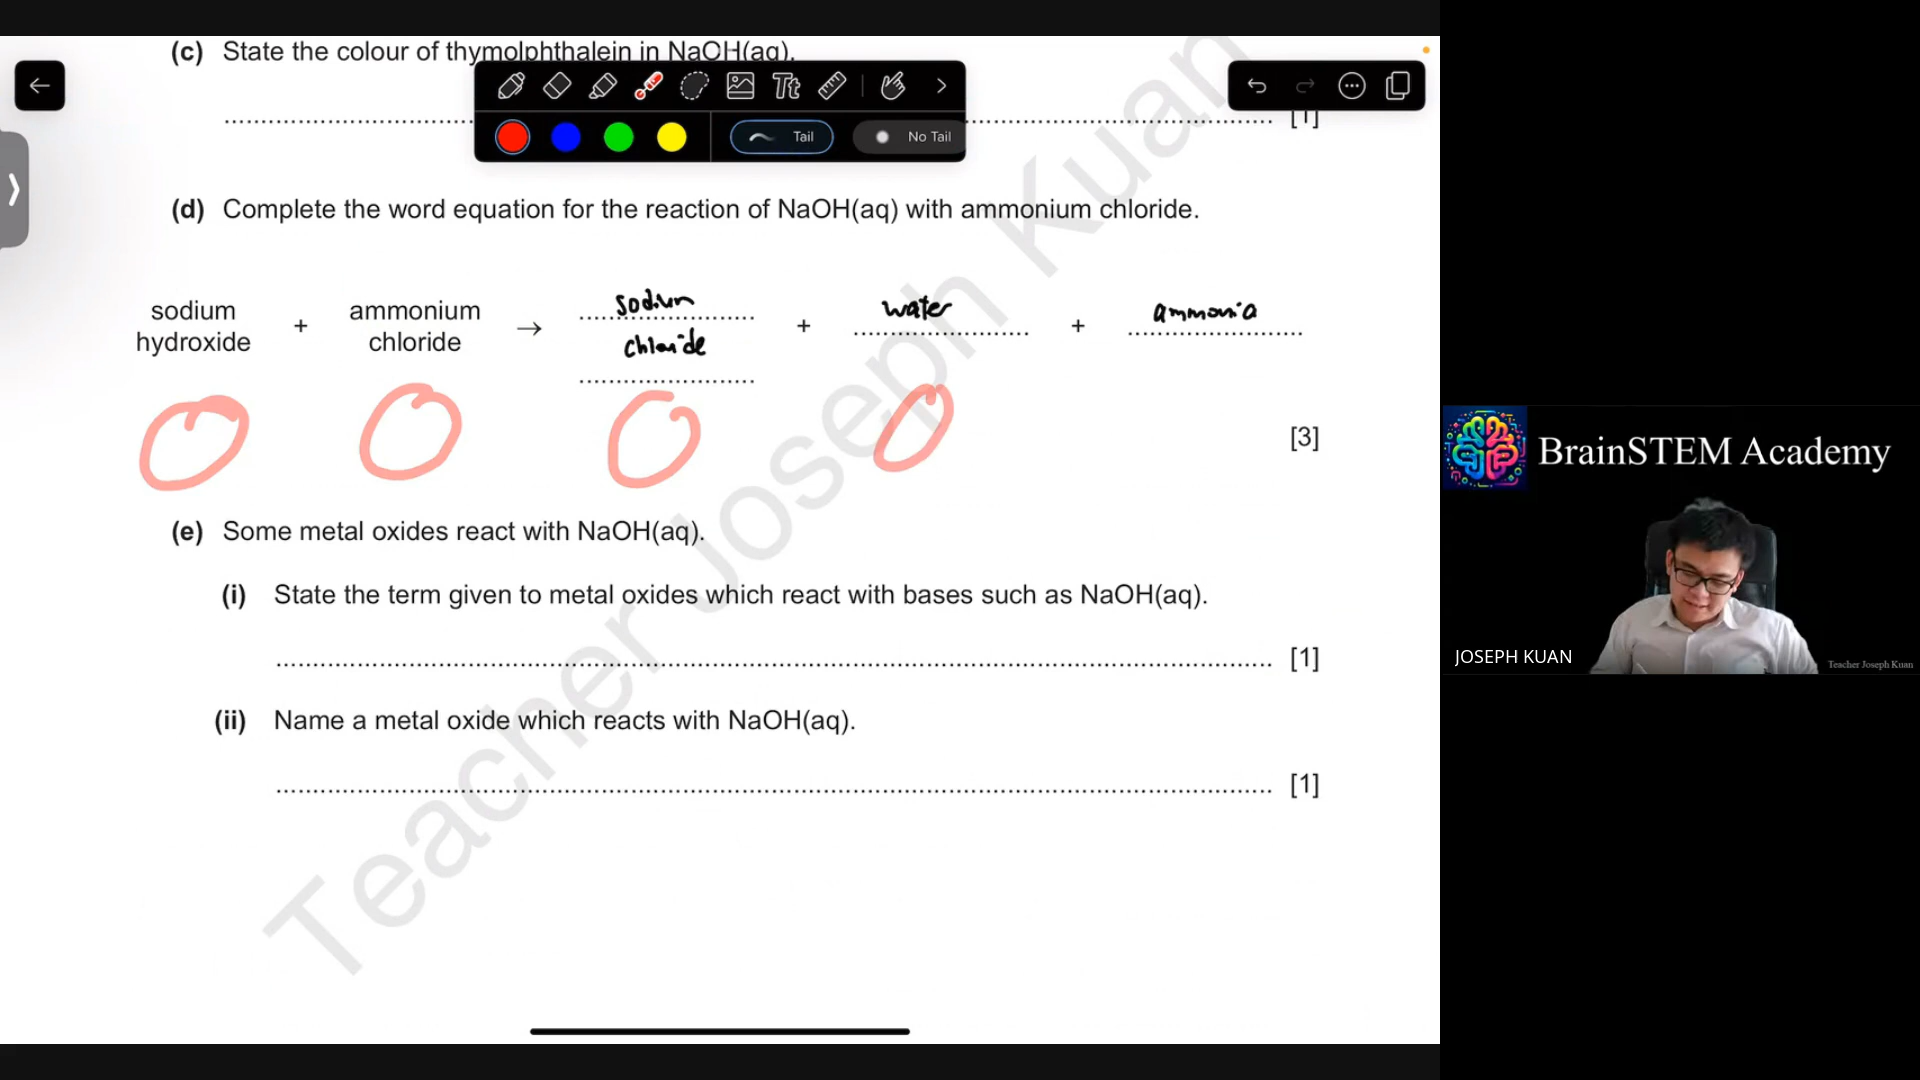 (c) State the colour of thymolphthalein in NaOH(aq).
[1]
Tail
No Tail
(d) Complete the word equation for the reaction of NaOH(aq) with ammonium chloride.
sodium hydroxide + ammonium chloride → sodium chloride + water + ammonia
[3]
(e) Some metal oxides react with NaOH(aq).
(i) State the term given to metal oxides which react with bases such as NaOH(aq).
[1]
(ii) Name a metal oxide which reacts with NaOH(aq).
[1]
Teacher Joseph Kuan
BrainSTEM Academy
JOSEPH KUAN
Teacher Joseph Kuan